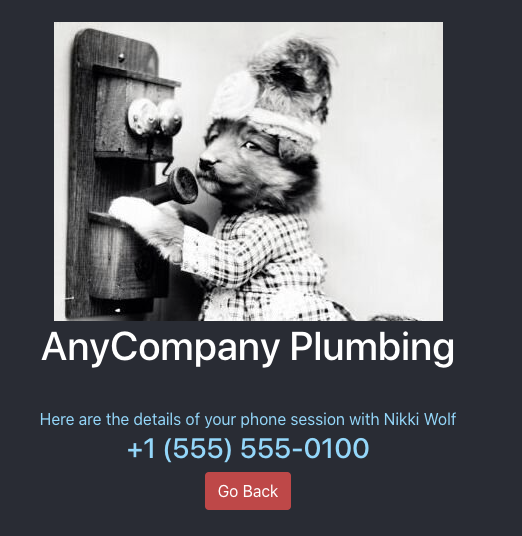 AnyCompany Plumbing
Here are the details of your phone session with Nikki Wolf
+1 (555) 555-0100
Go Back